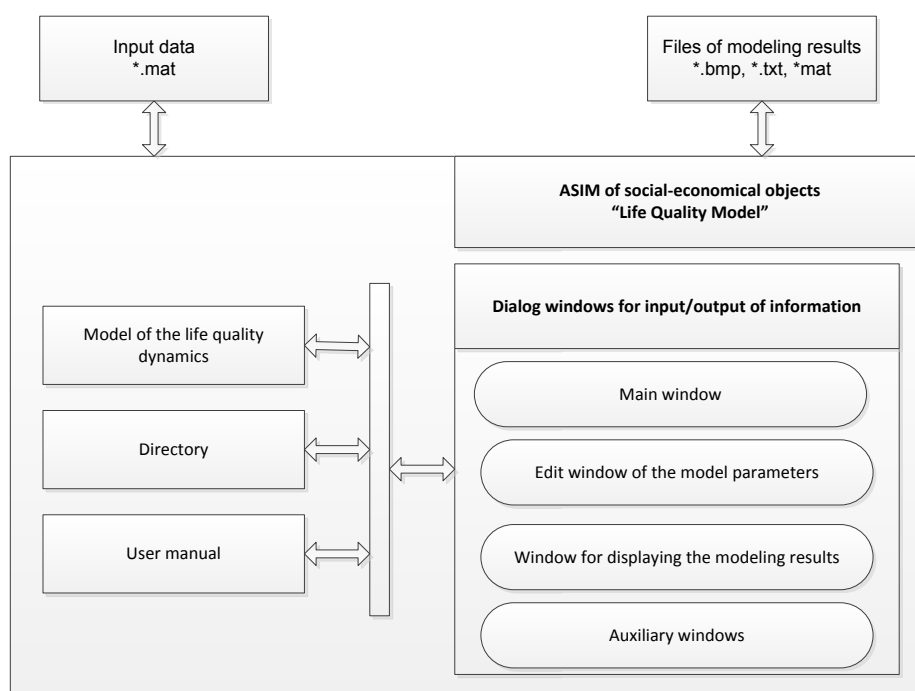 Input data
*.mat
Files of modeling results
*.bmp, *.txt, *mat
ASIM of social-economical objects
“Life Quality Model”
Dialog windows for input/output of information
Model of the life quality
dynamics
Directory
User manual
Main window
Edit window of the model parameters
Window for displaying the modeling results
Auxiliary windows